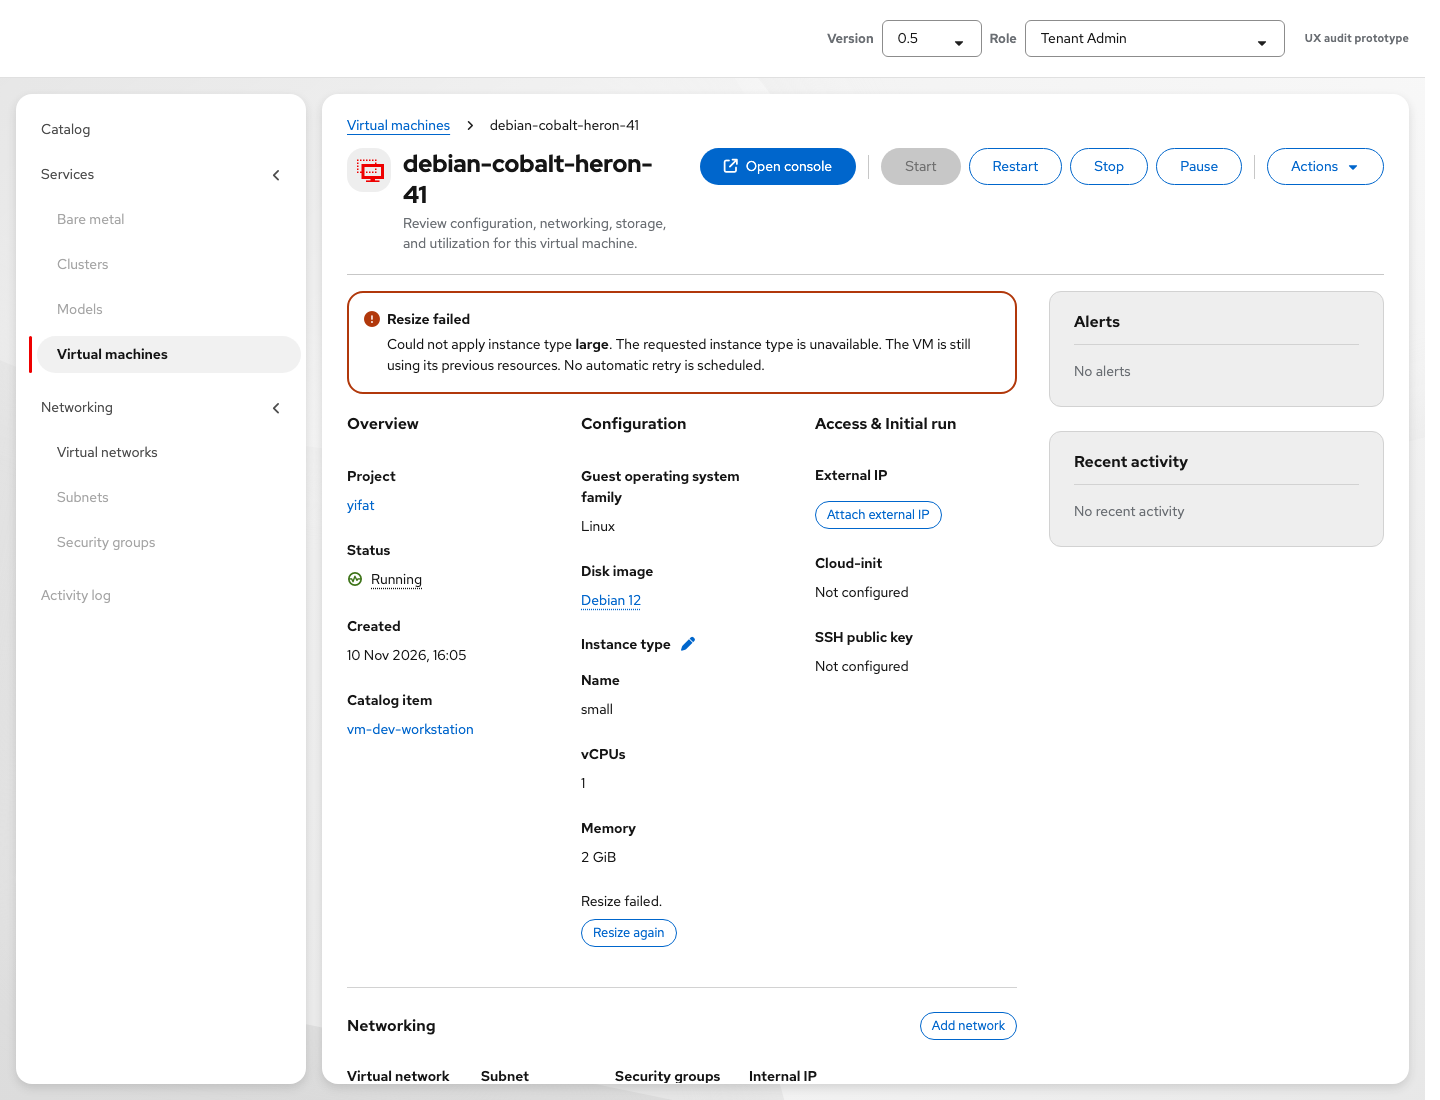 Version
0.5
Role
Tenant Admin
UX audit prototype
Catalog
Services
Bare metal
Clusters
Models
Virtual machines
Networking
Virtual networks
Subnets
Security groups
Activity log
Virtual machines
debian-cobalt-heron-41
debian-cobalt-heron-
41
Review configuration, networking, storage,
and utilization for this virtual machine.
Open console
Start
Restart
Stop
Pause
Actions
Resize failed
Could not apply instance type large. The requested instance type is unavailable. The VM is still
using its previous resources. No automatic retry is scheduled.
Overview
Project
yifat
Status
Running
Created
10 Nov 2026, 16:05
Catalog item
vm-dev-workstation
Configuration
Guest operating system
family
Linux
Disk image
Debian 12
Instance type
Name
small
vCPUs
1
Memory
2 GiB
Resize failed.
Resize again
Access & Initial run
External IP
Attach external IP
Cloud-init
Not configured
SSH public key
Not configured
Alerts
No alerts
Recent activity
No recent activity
Networking
Add network
Virtual network
Subnet
Security groups
Internal IP